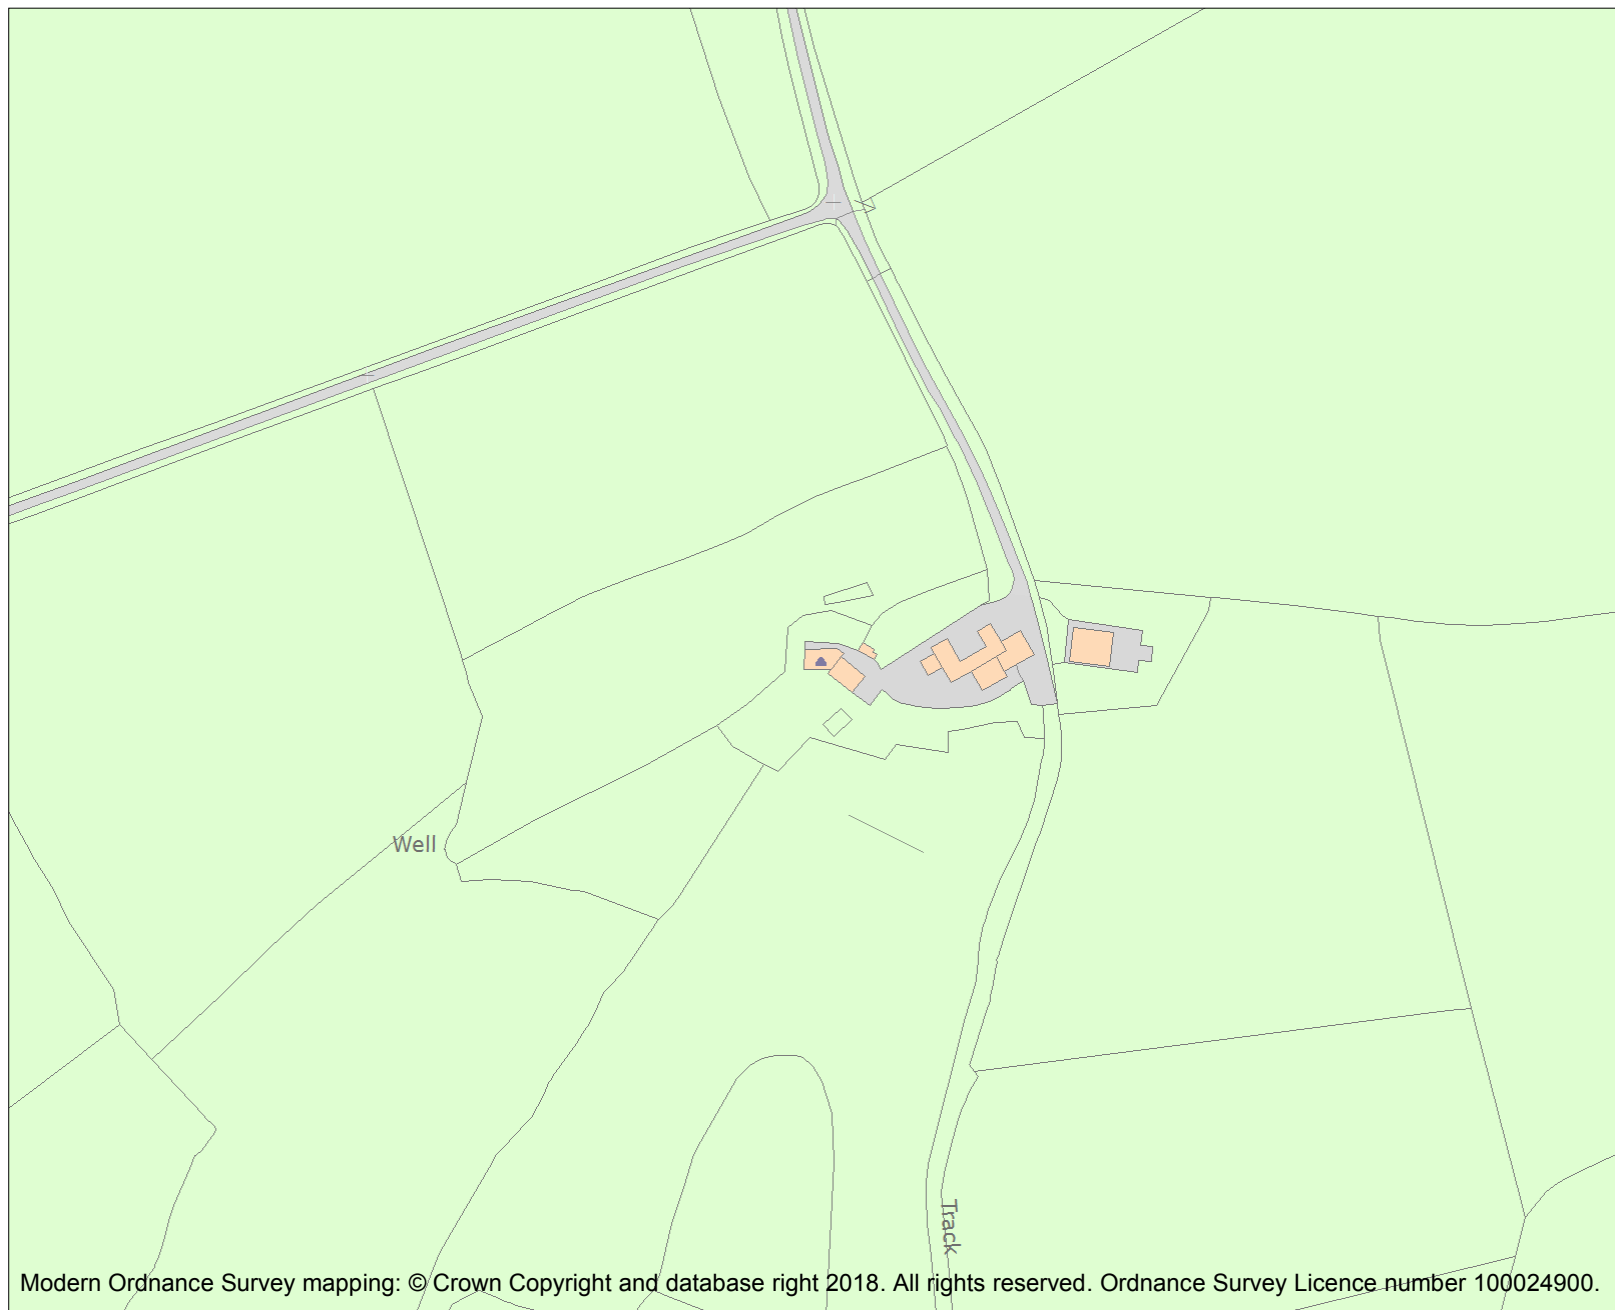 Well
Track
Modern Ordnance Survey mapping: © Crown Copyright and database right 2018. All rights reserved. Ordnance Survey Licence number 100024900.